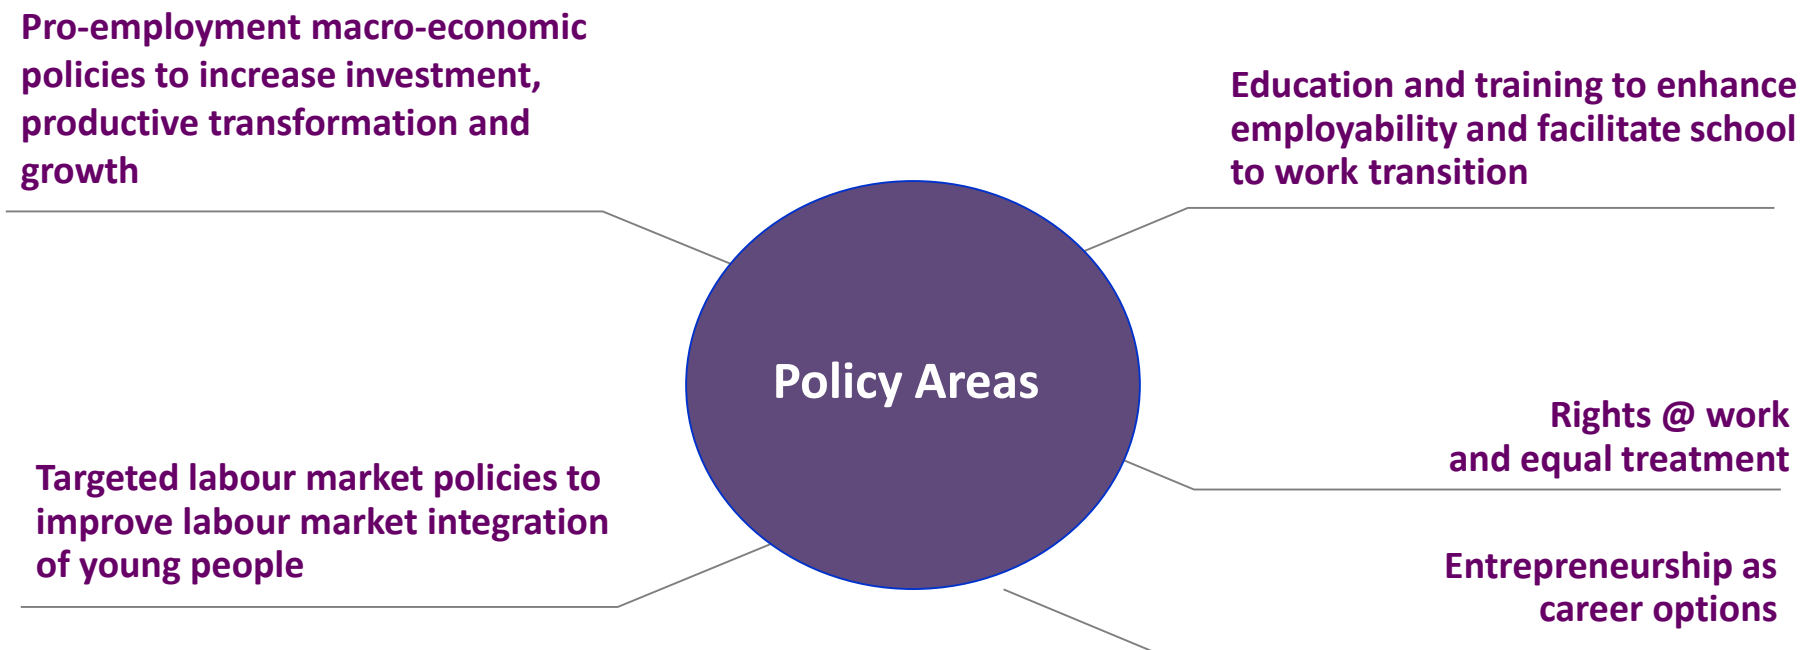 Pro-employment macro-economic
policies to increase investment,
productive transformation and
growth
Education and training to enhance
employability and facilitate school
to work transition
Policy Areas
Rights @ work
and equal treatment
Targeted labour market policies to
improve labour market integration
of young people
Entrepreneurship as
career options